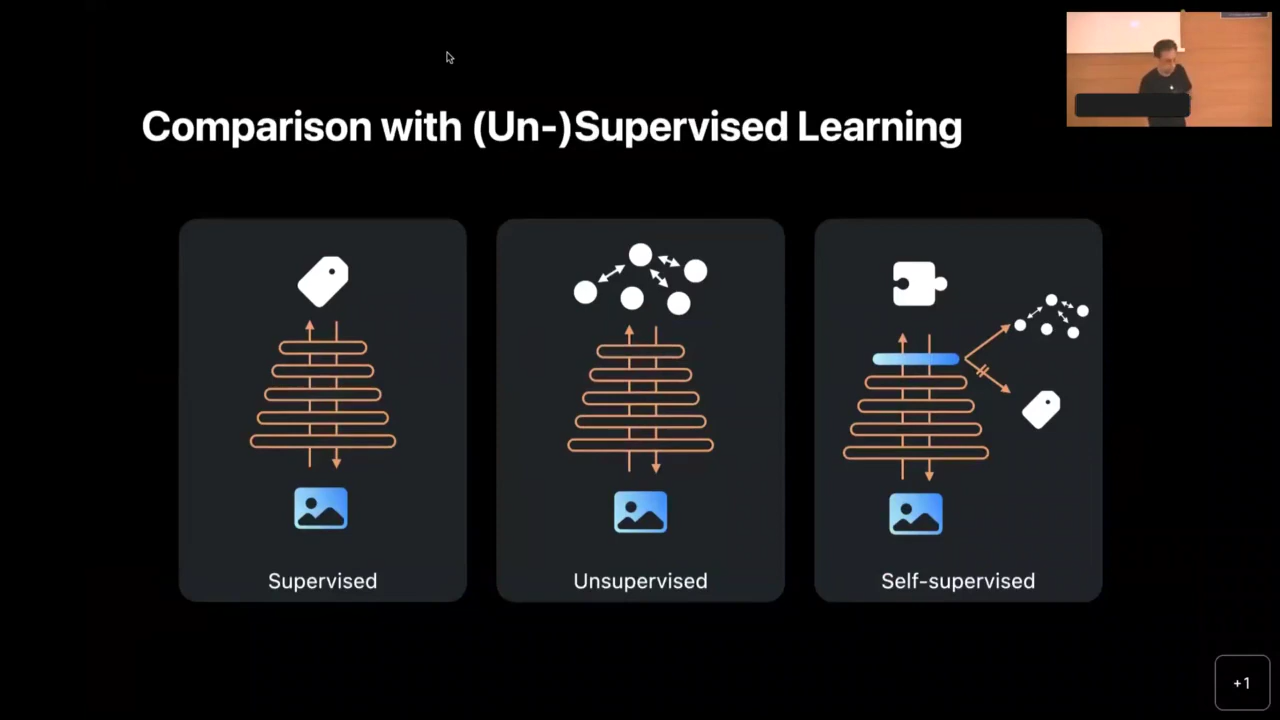 Comparison with (Un-)Supervised Learning
Supervised
Unsupervised
Self-supervised
+1